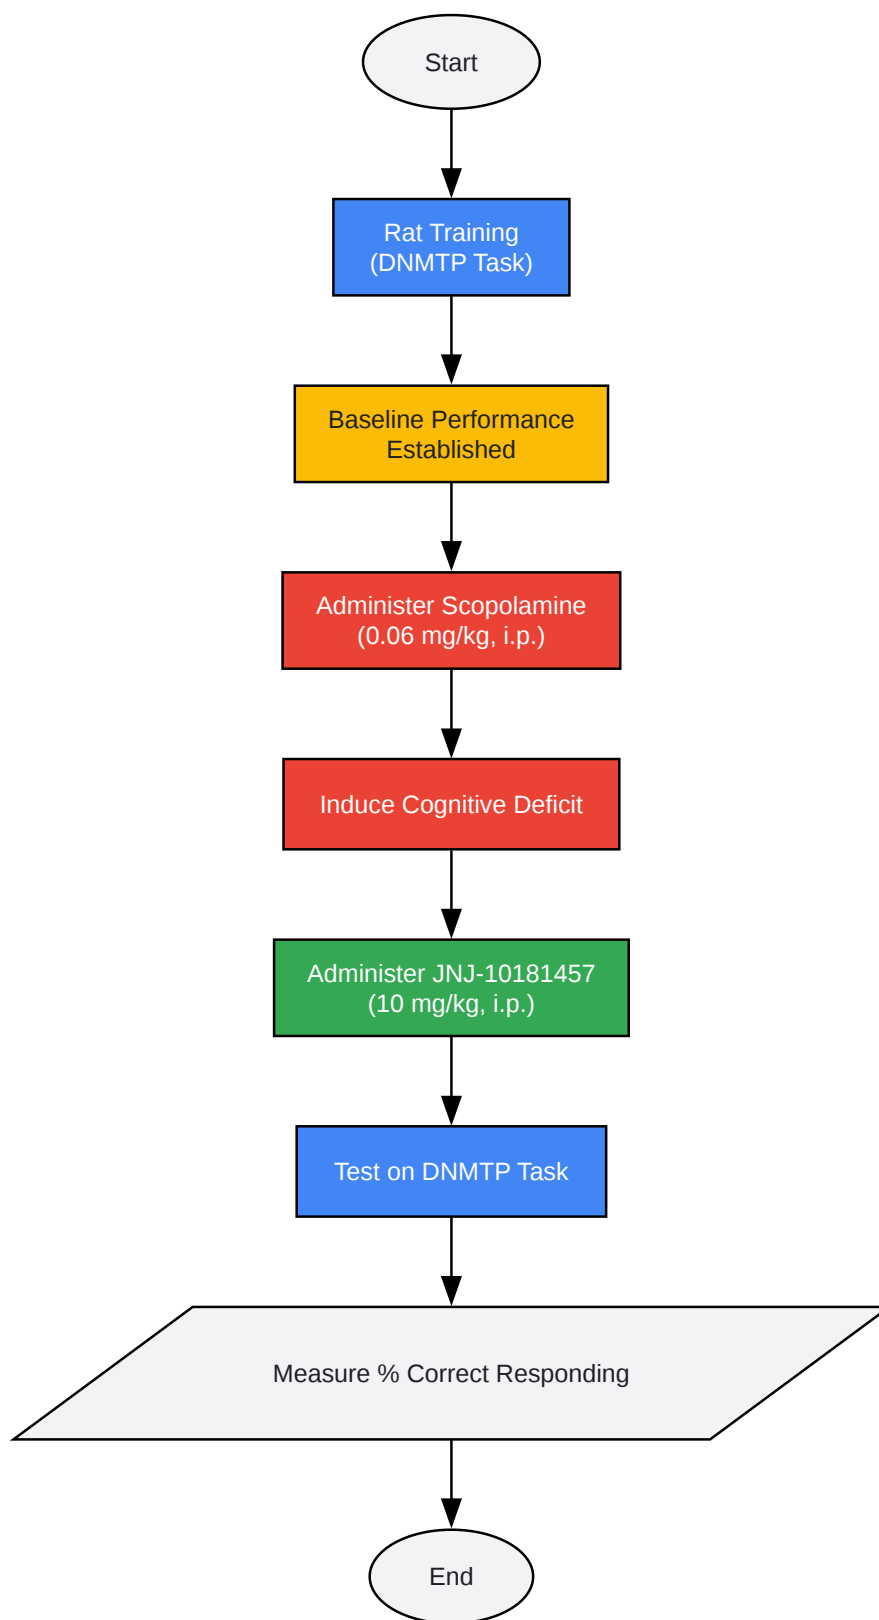 Start
Rat Training
(DNMTP Task)
Baseline Performance
Established
Administer Scopolamine
(0.06 mg/kg, i.p.)
Induce Cognitive Deficit
Administer JNJ-10181457
(10 mg/kg, i.p.)
Test on DNMTP Task
Measure % Correct Responding
End